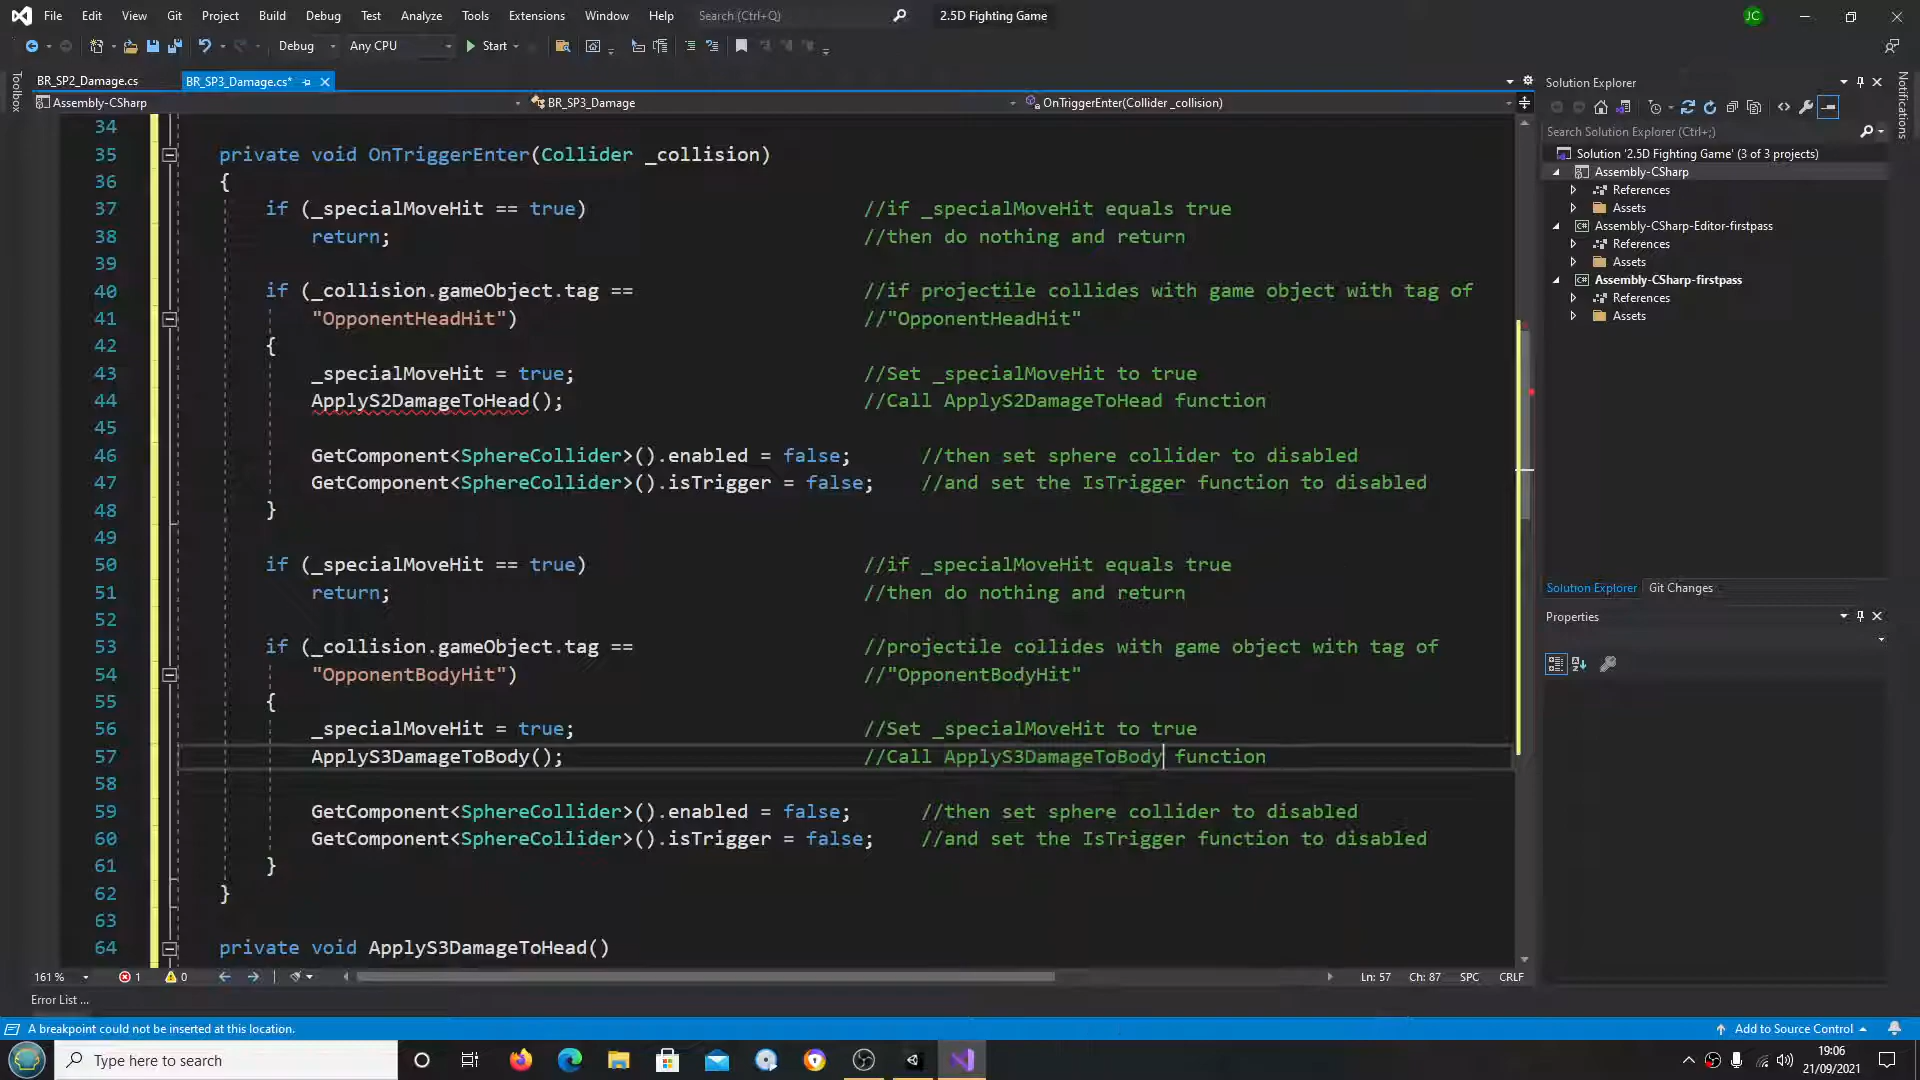 File Edit View Git Project Build Debug Test Analyze Tools Extensions Window Help Search (Ctrl+Q) 2.5D Fighting Game JC
Debug Any CPU Start
Toolbox
BR_SP2_Damage.cs BR_SP3_Damage.cs*
Assembly-CSharp BR_SP3_Damage OnTriggerEnter(Collider _collision)
34
35 private void OnTriggerEnter(Collider _collision)
36 {
37 if (_specialMoveHit == true) //if _specialMoveHit equals true
38 return; //then do nothing and return
39
40 if (_collision.gameObject.tag == //if projectile collides with game object with tag of
41 "OpponentHeadHit") //"OpponentHeadHit"
42 {
43 _specialMoveHit = true; //Set _specialMoveHit to true
44 ApplyS2DamageToHead(); //Call ApplyS2DamageToHead function
45
46 GetComponent<SphereCollider>().enabled = false; //then set sphere collider to disabled
47 GetComponent<SphereCollider>().isTrigger = false; //and set the IsTrigger function to disabled
48 }
49
50 if (_specialMoveHit == true) //if _specialMoveHit equals true
51 return; //then do nothing and return
52
53 if (_collision.gameObject.tag == //projectile collides with game object with tag of
54 "OpponentBodyHit") //"OpponentBodyHit"
55 {
56 _specialMoveHit = true; //Set _specialMoveHit to true
57 ApplyS3DamageToBody(); //Call ApplyS3DamageToBody function
58
59 GetComponent<SphereCollider>().enabled = false; //then set sphere collider to disabled
60 GetComponent<SphereCollider>().isTrigger = false; //and set the IsTrigger function to disabled
61 }
62 }
63
64 private void ApplyS3DamageToHead()
161 % 1 0 Ln: 57 Ch: 87 SPC CRLF
Error List ...
Solution Explorer
Search Solution Explorer (Ctrl+;)
Solution '2.5D Fighting Game' (3 of 3 projects)
Assembly-CSharp
References
Assets
Assembly-CSharp-Editor-firstpass
References
Assets
Assembly-CSharp-firstpass
References
Assets
Solution Explorer Git Changes
Properties
Notifications
A breakpoint could not be inserted at this location. Add to Source Control
Type here to search
19:06
21/09/2021